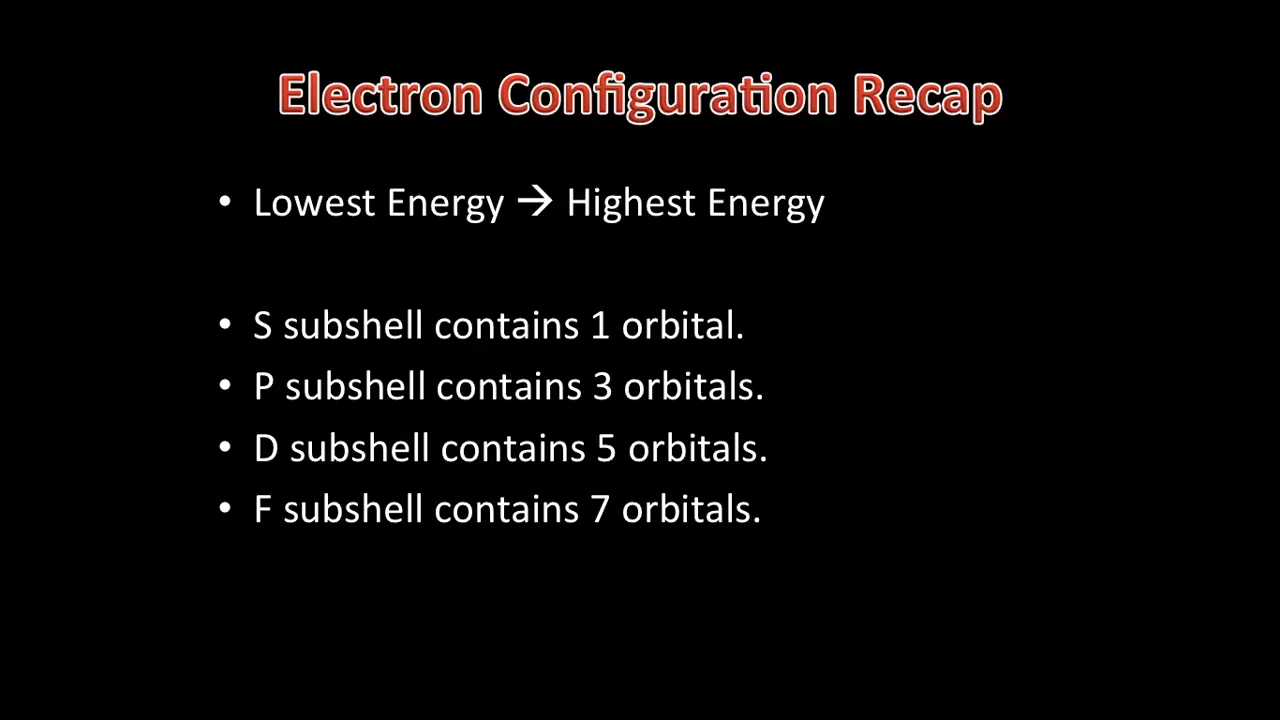 Electron Configuration Recap
• Lowest Energy → Highest Energy
• S subshell contains 1 orbital.
• P subshell contains 3 orbitals.
• D subshell contains 5 orbitals.
• F subshell contains 7 orbitals.